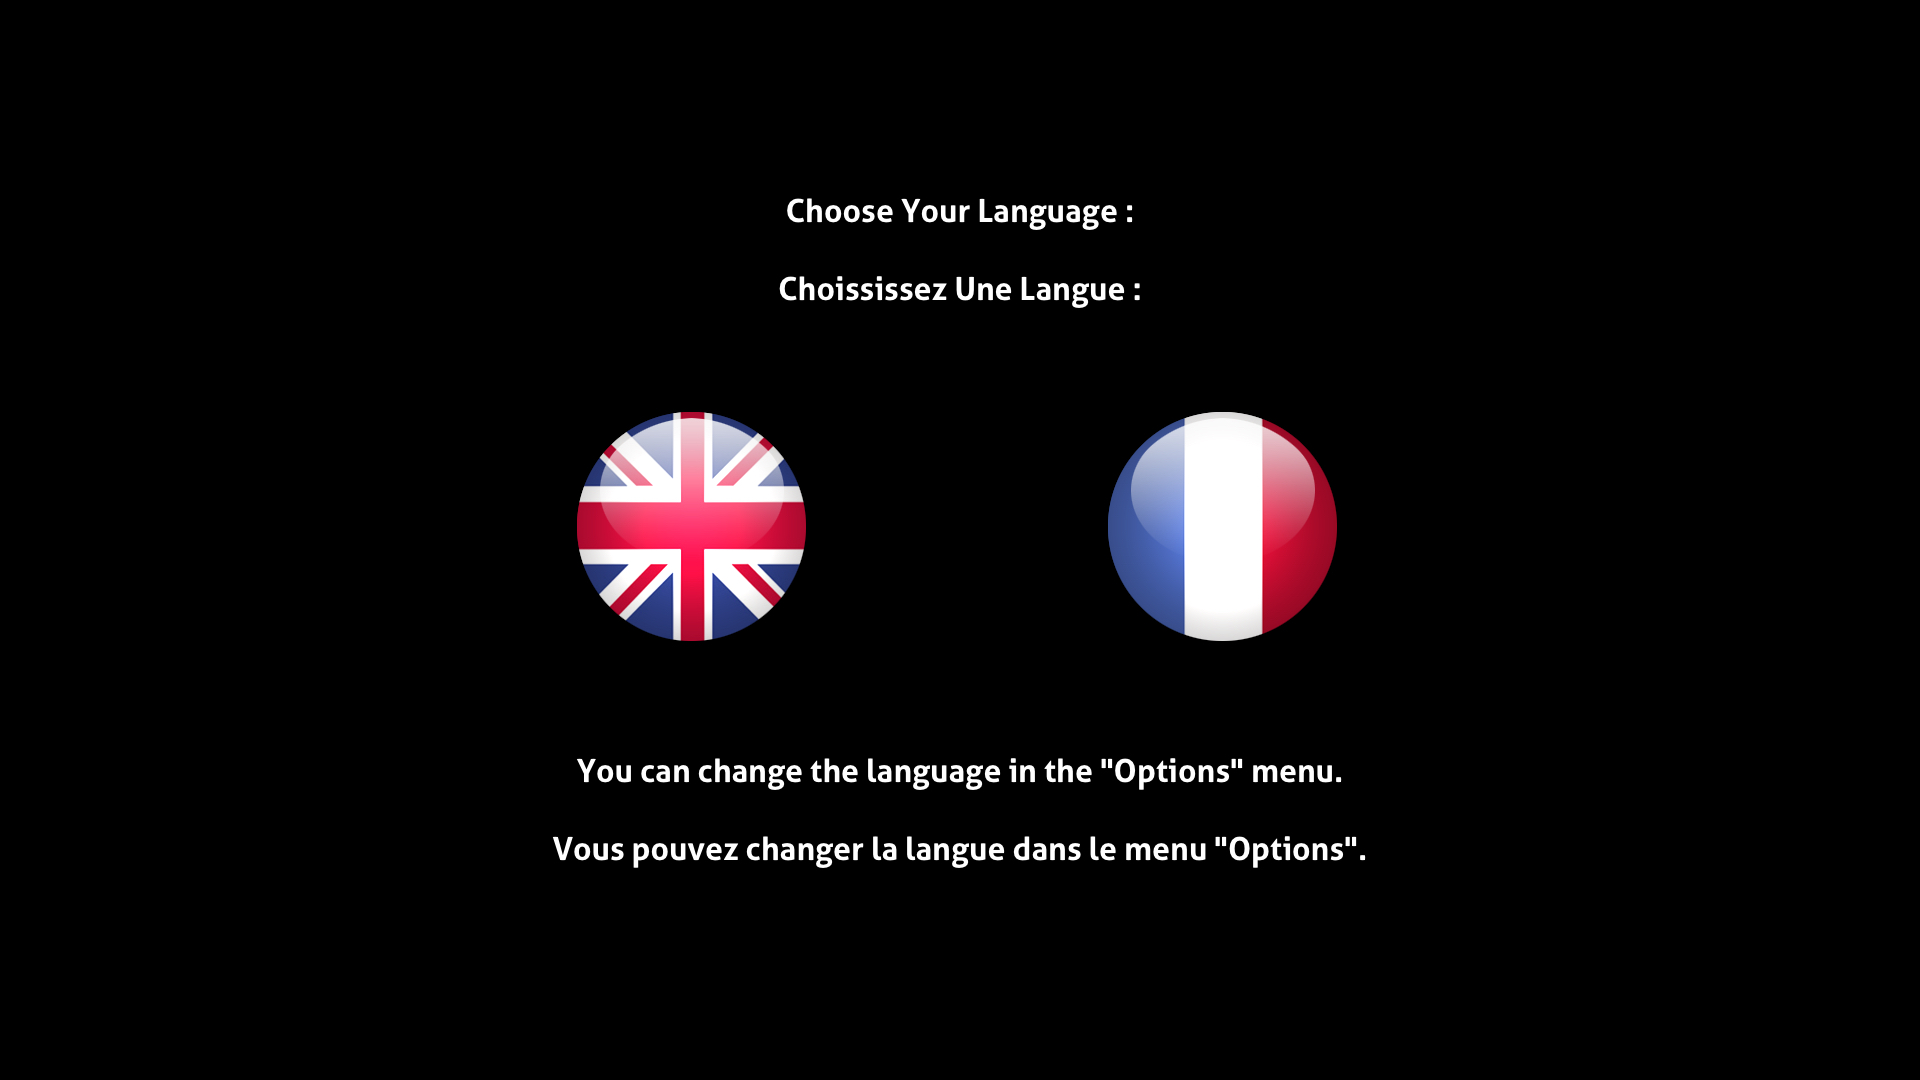 Choose Your Language :
Choississez Une Langue :
You can change the language in the "Options" menu.
Vous pouvez changer la langue dans le menu "Options".